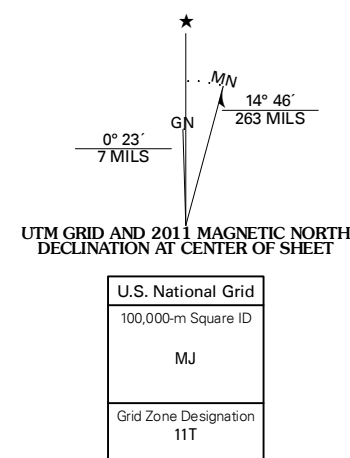 MN
14° 46´
263 MILS
GN
0° 23´
7 MILS
UTM GRID AND 2011 MAGNETIC NORTH
DECLINATION AT CENTER OF SHEET
U.S. National Grid
100,000-m Square ID
MJ
Grid Zone Designation
11T